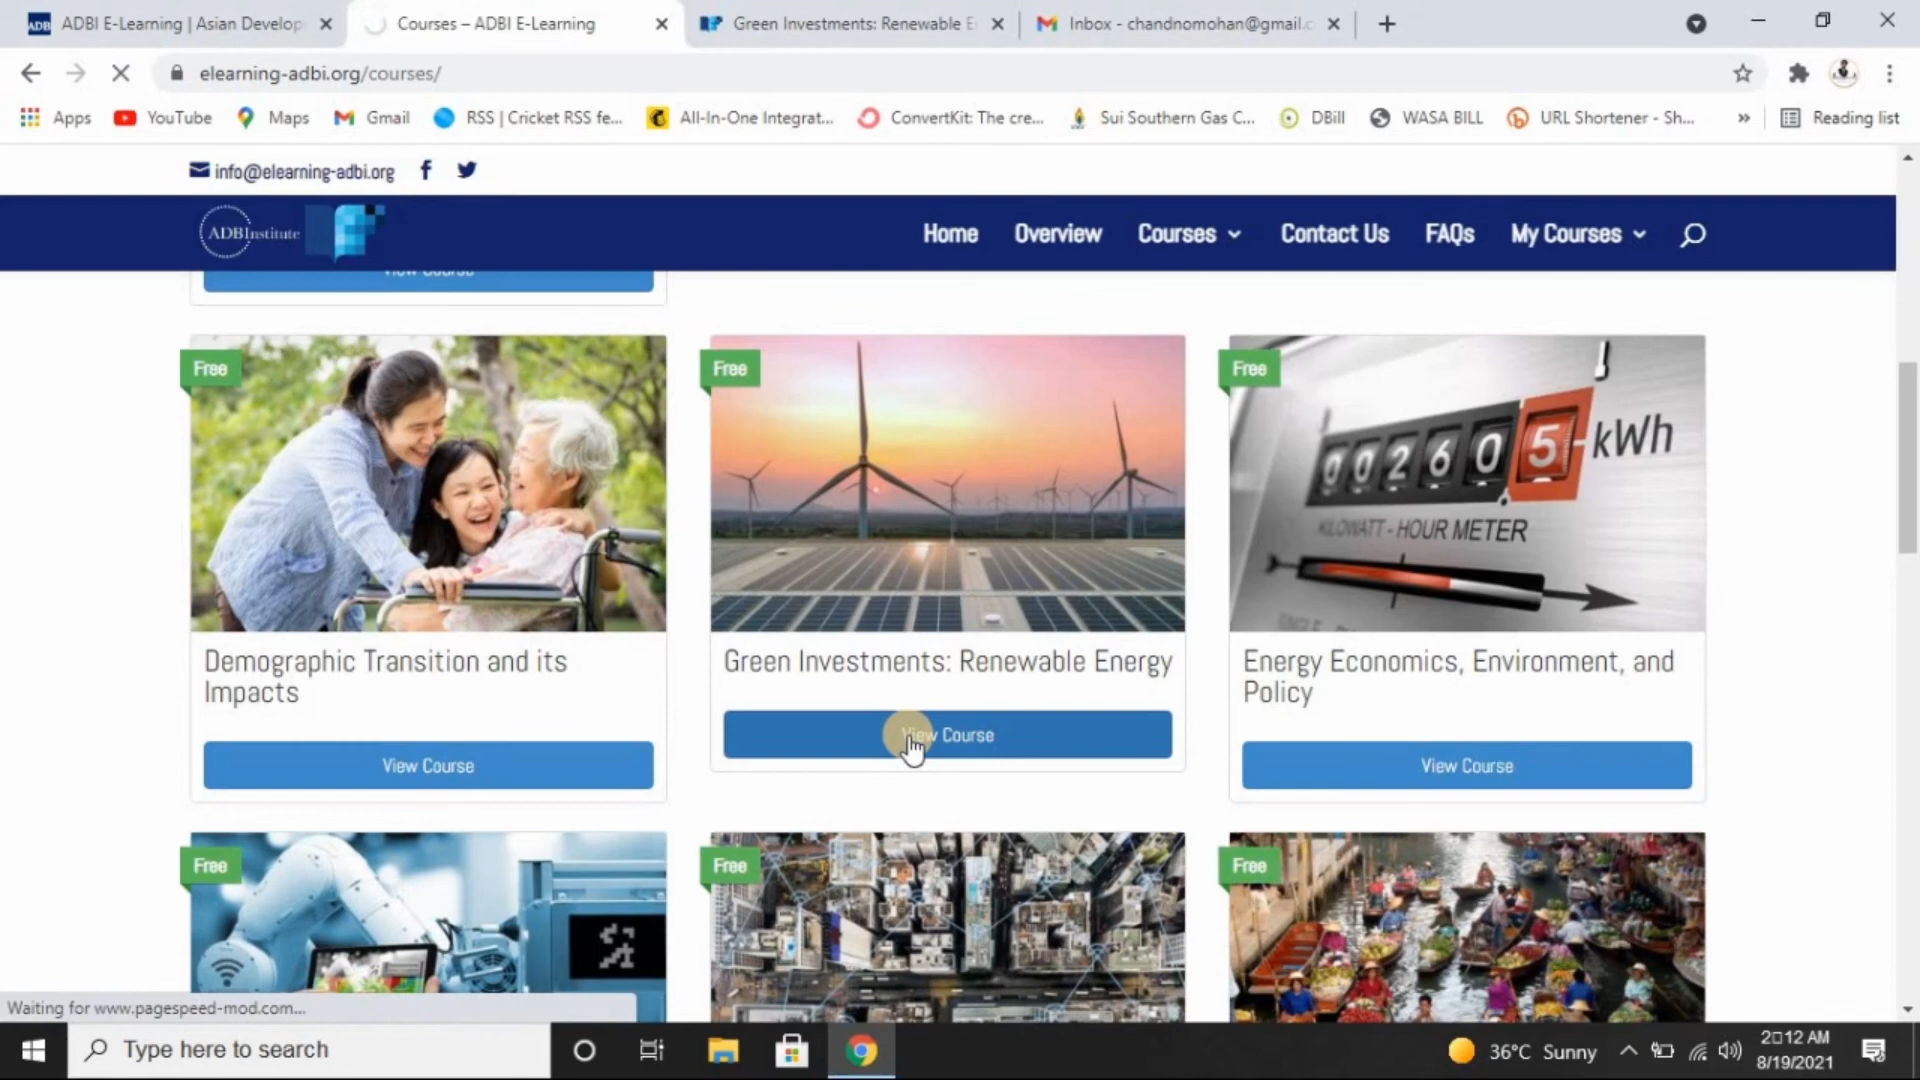 ADBI E-Learning | Asian Develop
Courses – ADBI E-Learning
Green Investments: Renewable E
Inbox - chandnomohan@gmail.c
elearning-adbi.org/courses/
Apps
YouTube
Maps
Gmail
RSS | Cricket RSS fe...
All-In-One Integrat...
ConvertKit: The cre...
Sui Southern Gas C...
DBill
WASA BILL
URL Shortener - Sh...
»
Reading list
info@elearning-adbi.org
ADBInstitute
Home
Overview
Courses
Contact Us
FAQs
My Courses
View Course
Free
Free
Free
002605 kWh
KILOWATT - HOUR METER
Demographic Transition and its
Impacts
Green Investments: Renewable Energy
Energy Economics, Environment, and
Policy
View Course
View Course
View Course
Free
Free
Free
Waiting for www.pagespeed-mod.com...
Type here to search
36°C Sunny
2:12 AM
8/19/2021